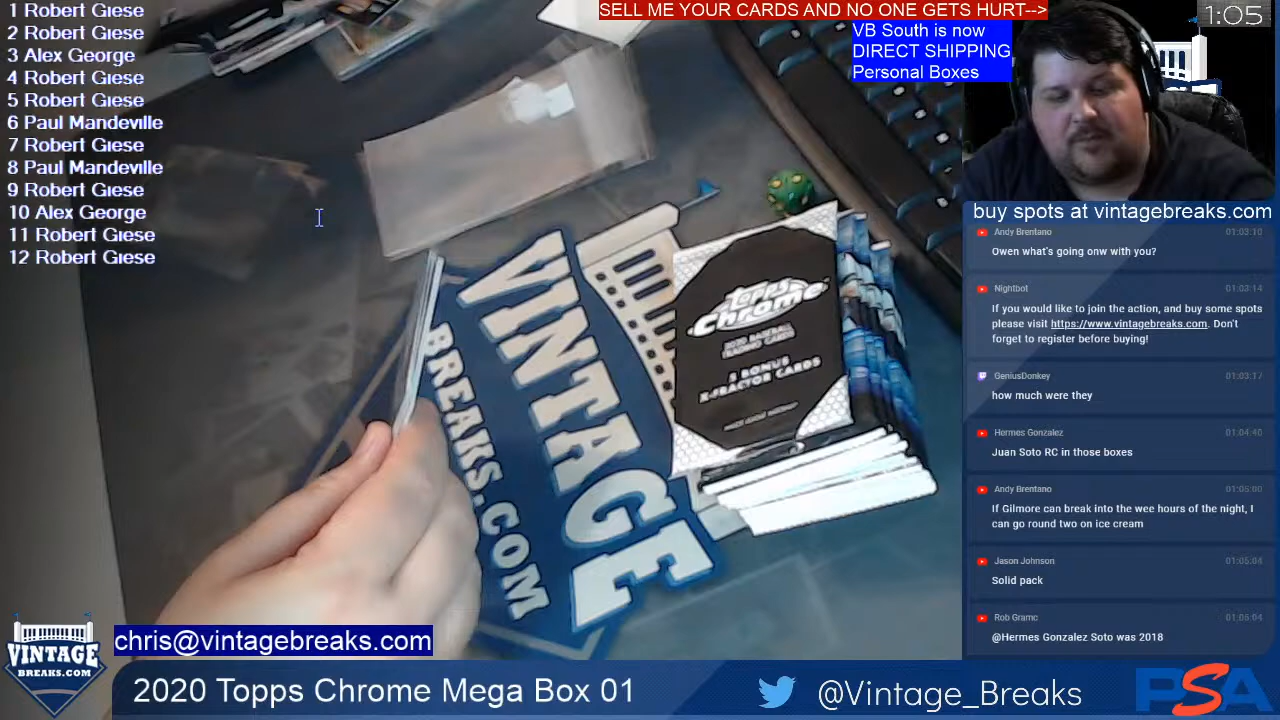 1 Robert Giese
2 Robert Giese
3 Alex George
4 Robert Giese
5 Robert Giese
6 Paul Mandeville
7 Robert Giese
8 Paul Mandeville
9 Robert Giese
10 Alex George
11 Robert Giese
12 Robert Giese
SELL ME YOUR CARDS AND NO ONE GETS HURT-->
VB South is now
DIRECT SHIPPING
Personal Boxes
1:05
buy spots at vintagebreaks.com
Andy Brentano 01:03:10
Owen what's going onw with you?
Nightbot 01:03:14
If you would like to join the action, and buy some spots
please visit https://www.vintagebreaks.com. Don't
forget to register before buying!
GeniusDonkey 01:03:17
how much were they
Hermes Gonzalez 01:04:40
Juan Soto RC in those boxes
Andy Brentano 01:05:00
If Gilmore can break into the wee hours of the night, I
can go round two on ice cream
Jason Johnson 01:05:04
Solid pack
Rob Gramc 01:05:04
@Hermes Gonzalez Soto was 2018
topps
Chrome
2020 BASEBALL
TRADING CARDS
5 BONUS
X-FRACTOR CARDS
VINTAGE
BREAKS.COM
VINTAGE
BREAKS.COM
chris@vintagebreaks.com
2020 Topps Chrome Mega Box 01
@Vintage_Breaks
PSA